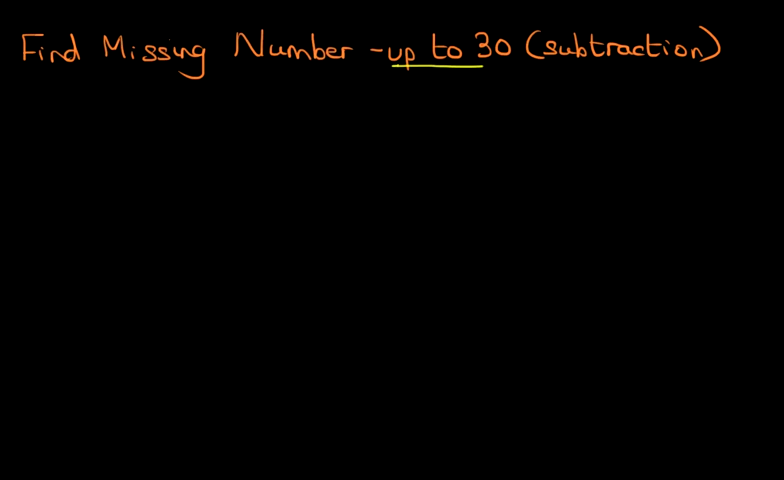 Find Missing Number - up to 30 (subtraction)